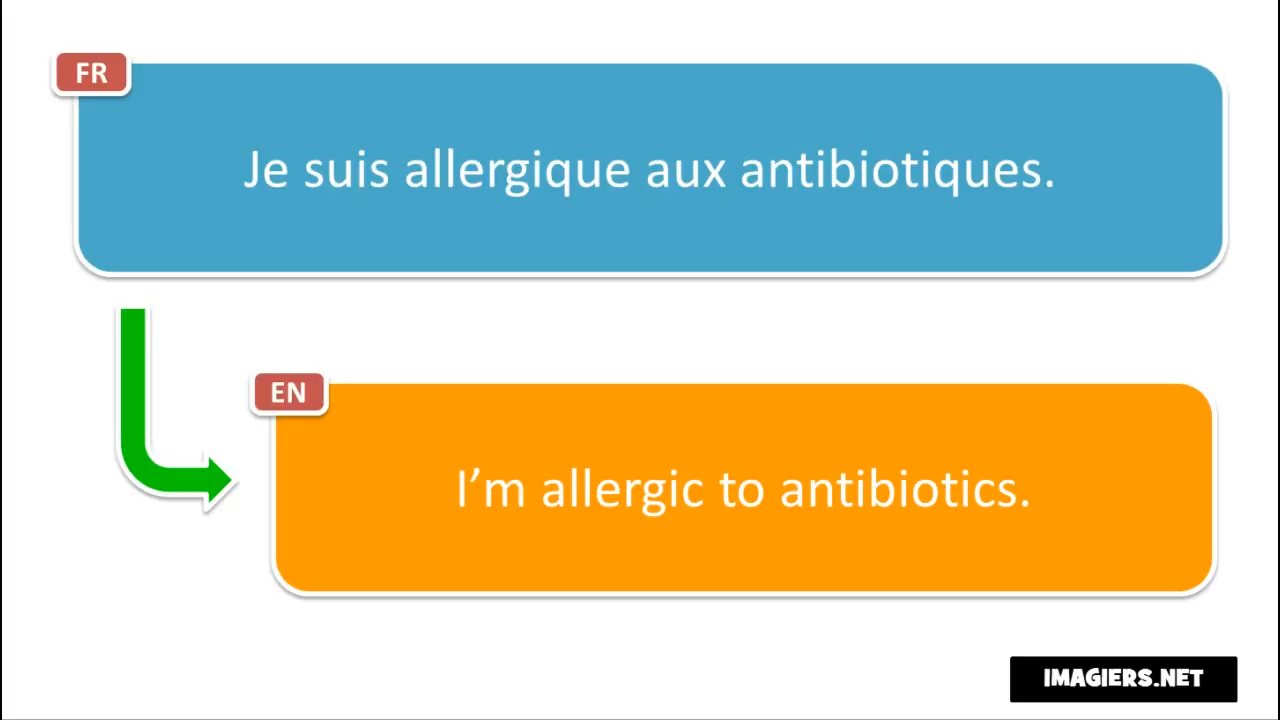 FR
Je suis allergique aux antibiotiques.
EN
I’m allergic to antibiotics.
IMAGIERS.NET